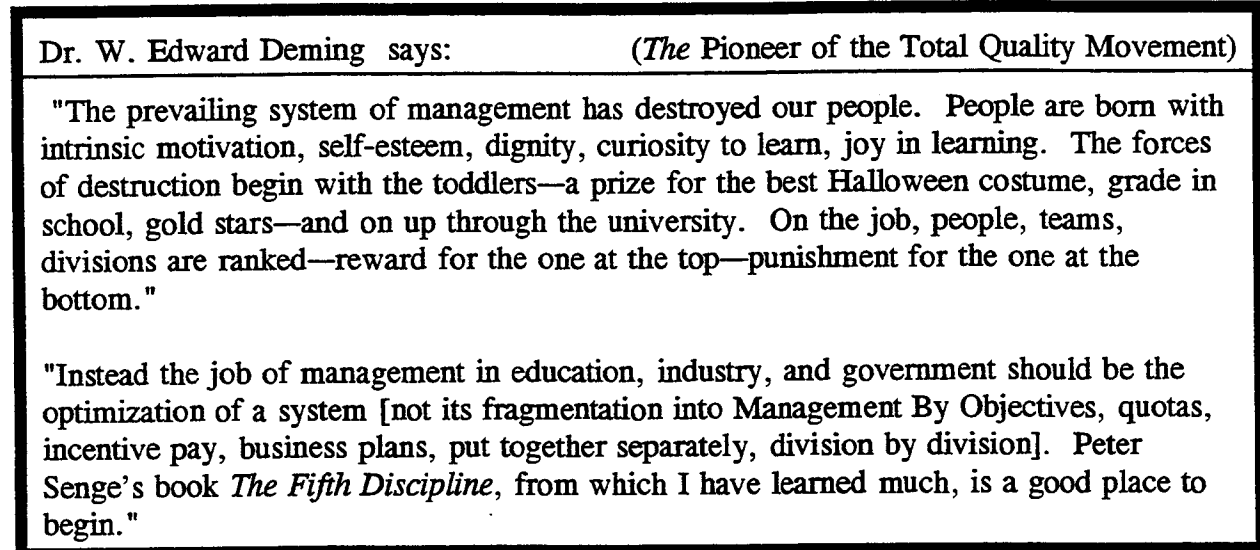 Dr. W. Edward Deming says: (The Pioneer of the Total Quality Movement)
"The prevailing system of management has destroyed our people. People are born with
intrinsic motivation, self-esteem, dignity, curiosity to learn, joy in learning. The forces
of destruction begin with the toddlers—a prize for the best Halloween costume, grade in
school, gold stars—and on up through the university. On the job, people, teams,
divisions are ranked—reward for the one at the top—punishment for the one at the
bottom."
"Instead the job of management in education, industry, and government should be the
optimization of a system [not its fragmentation into Management By Objectives, quotas,
incentive pay, business plans, put together separately, division by division]. Peter
Senge's book The Fifth Discipline, from which I have learned much, is a good place to
begin."